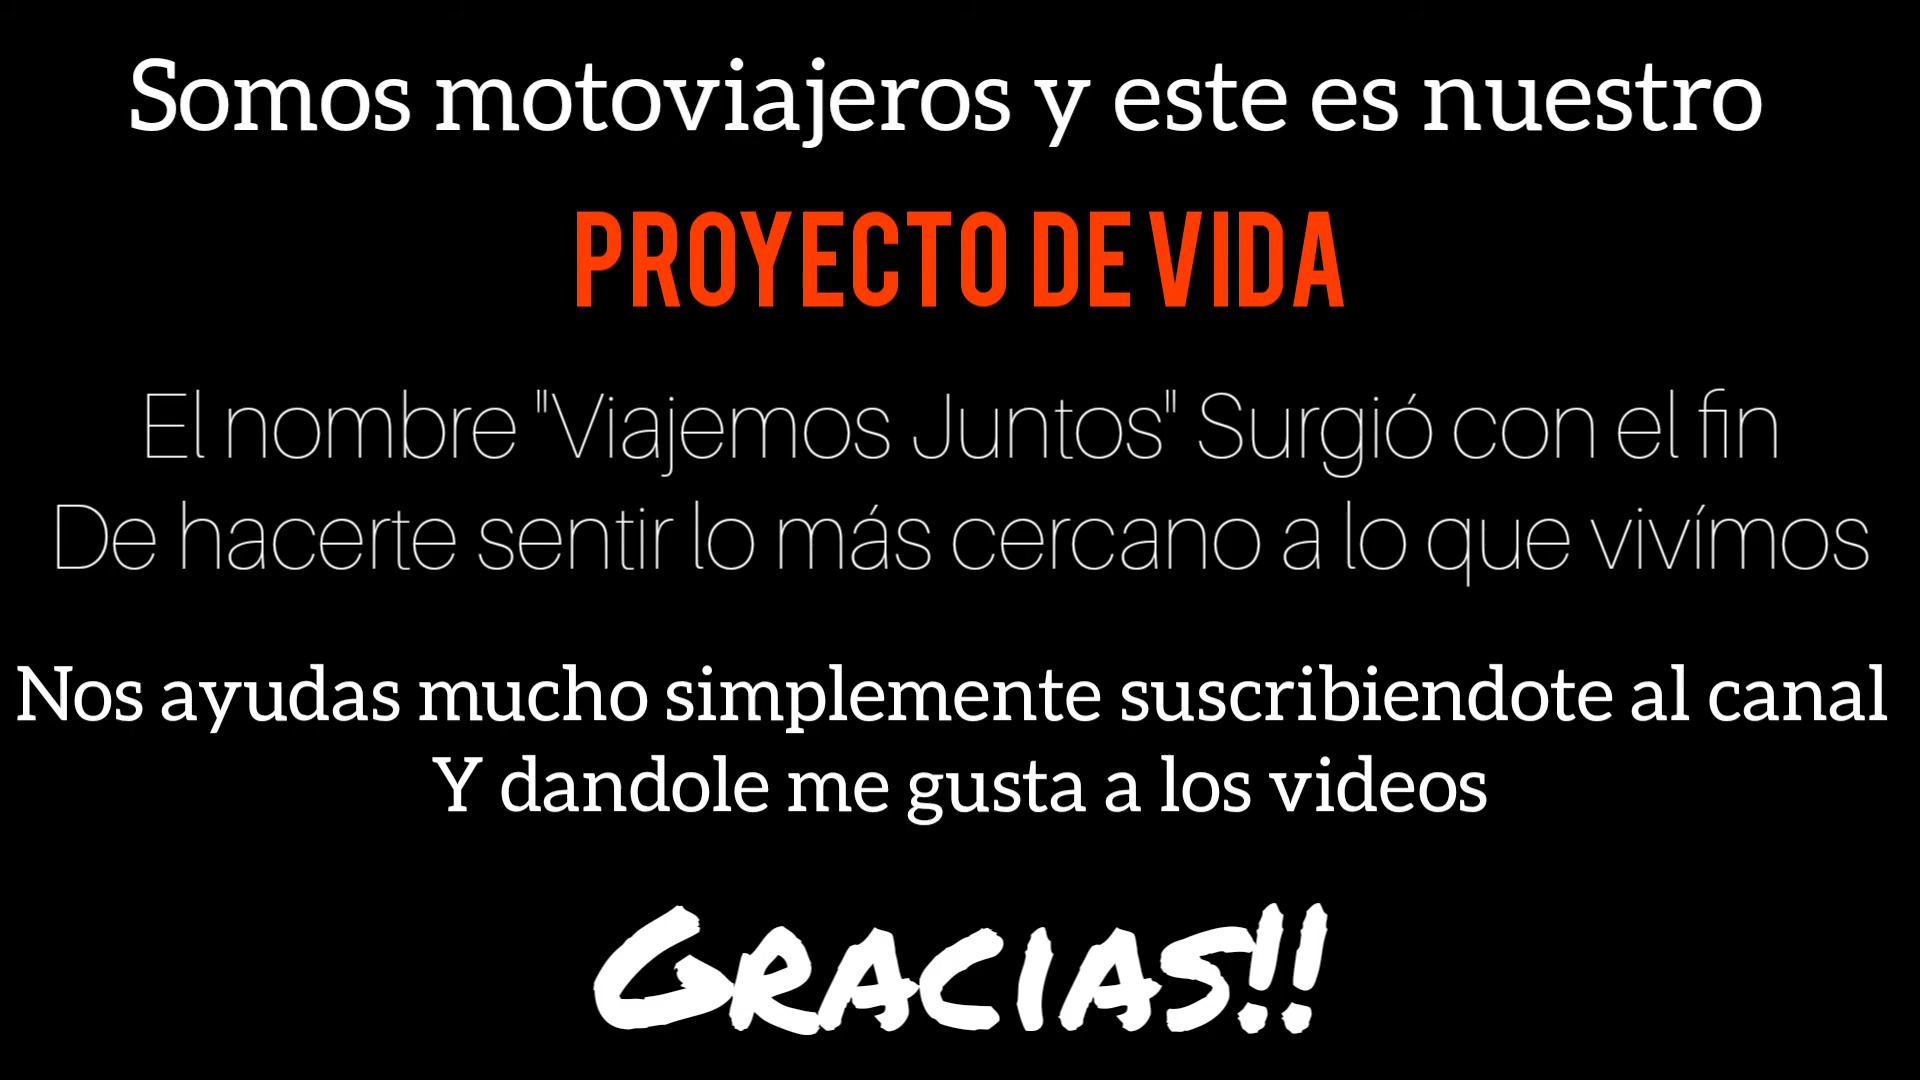 Somos motoviajeros y este es nuestro
PROYECTO DE VIDA
El nombre "Viajemos Juntos" Surgió con el fin
De hacerte sentir lo más cercano a lo que vivímos
Nos ayudas mucho simplemente suscribiendote al canal
Y dandole me gusta a los videos
GRACIAS!!